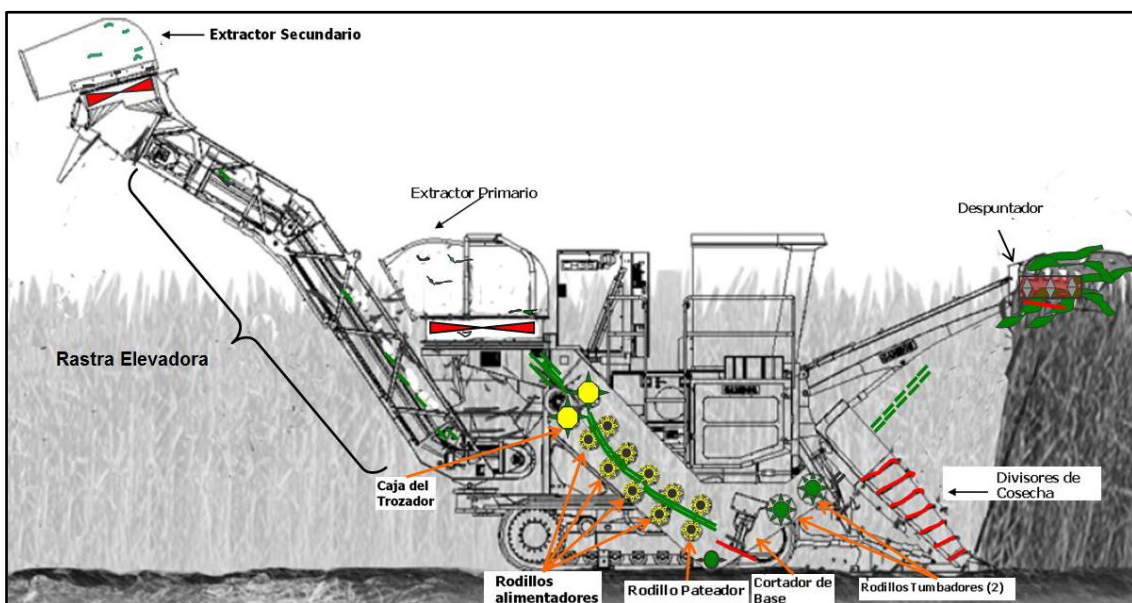 Extractor Secundario
Extractor Primario
Despuntador
Rastra Elevadora
Divisores de
Cosecha
Caja del
Trozador
Rodillos
alimentadores
Rodillo Pateador
Cortador de
Base
Rodillos Tumbadores (2)